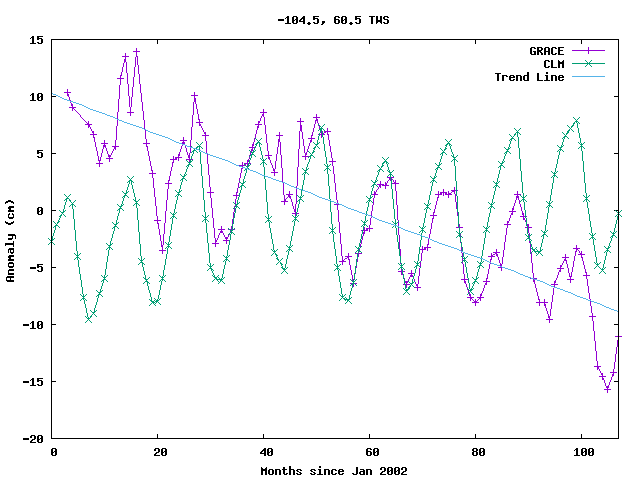 -104.5, 60.5 TWS
15
GRACE
CLM
Trend Line
10
5
0
-5
-10
-15
-20
Anomaly (cm)
0 20 40 60 80 100
Months since Jan 2002